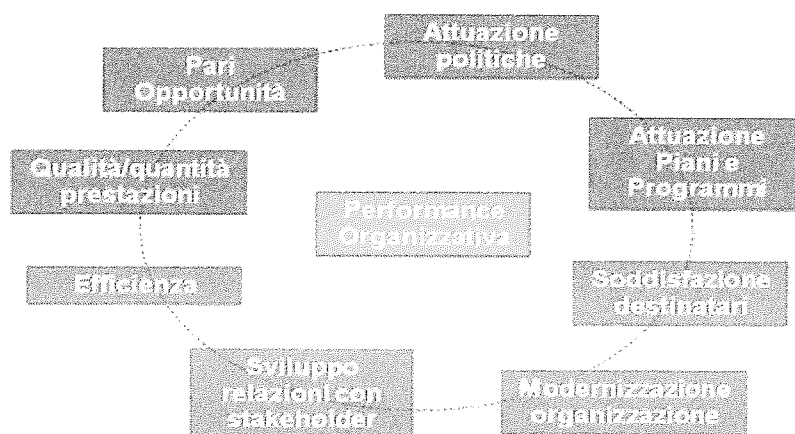 Attuazione
politiche
Pari
Opportunità
Attuazione
Piani e
Programmi
Qualità/quantità
prestazioni
Performance
Organizzativa
Efficienza
Soddisfazione
destinatari
Sviluppo
relazioni con
stakeholder
Modernizzazione
organizzazione